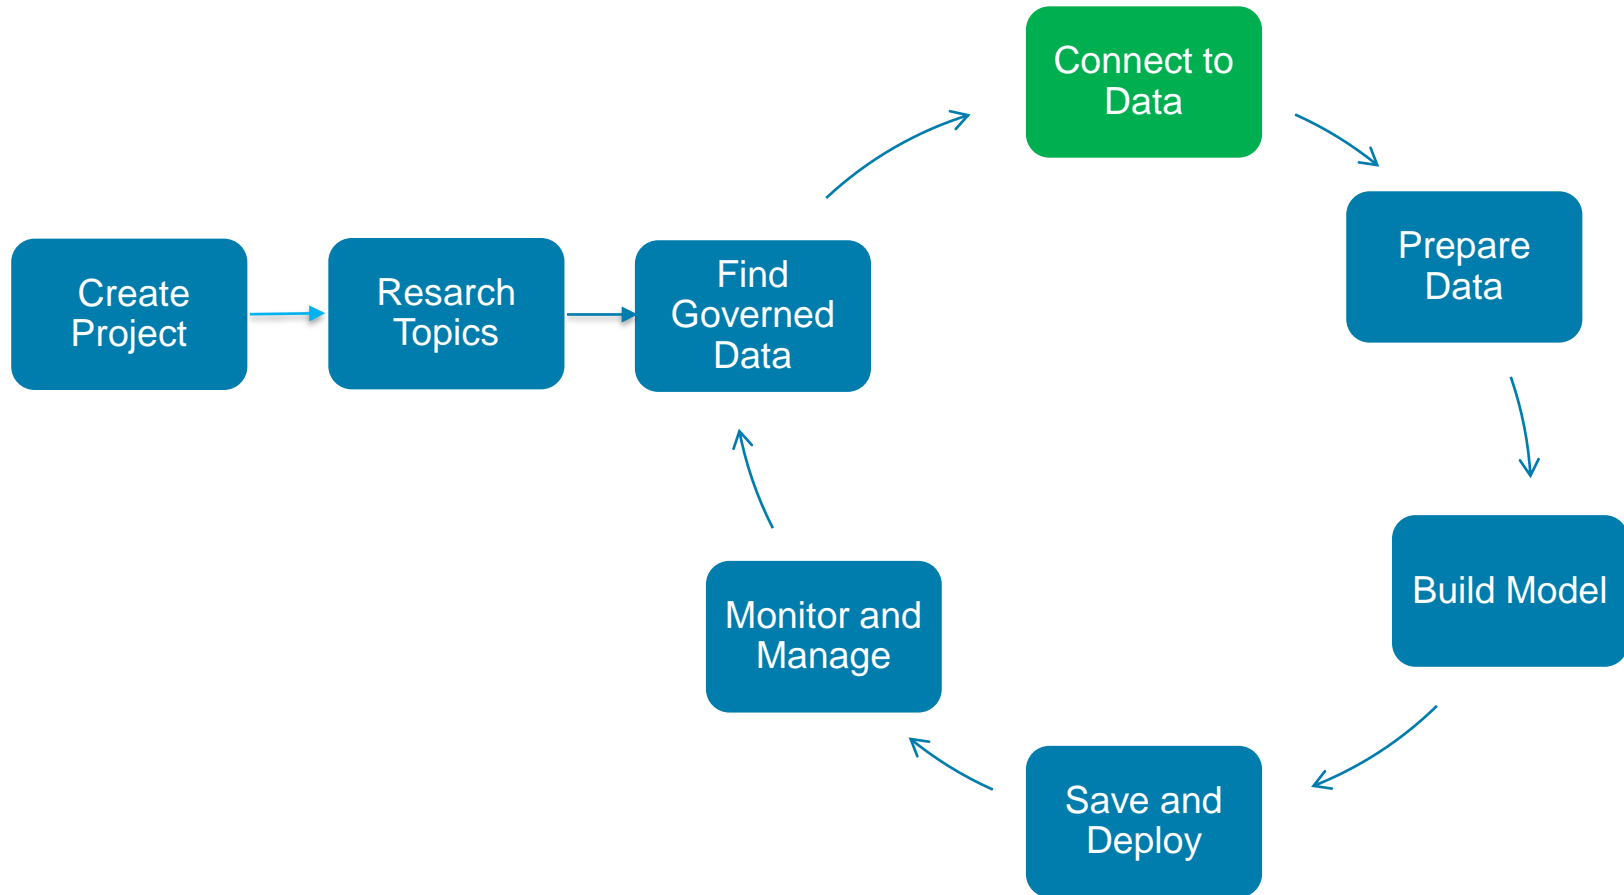 Create
Project
Resarch
Topics
Find
Governed
Data
Connect to
Data
Prepare
Data
Build Model
Save and
Deploy
Monitor and
Manage